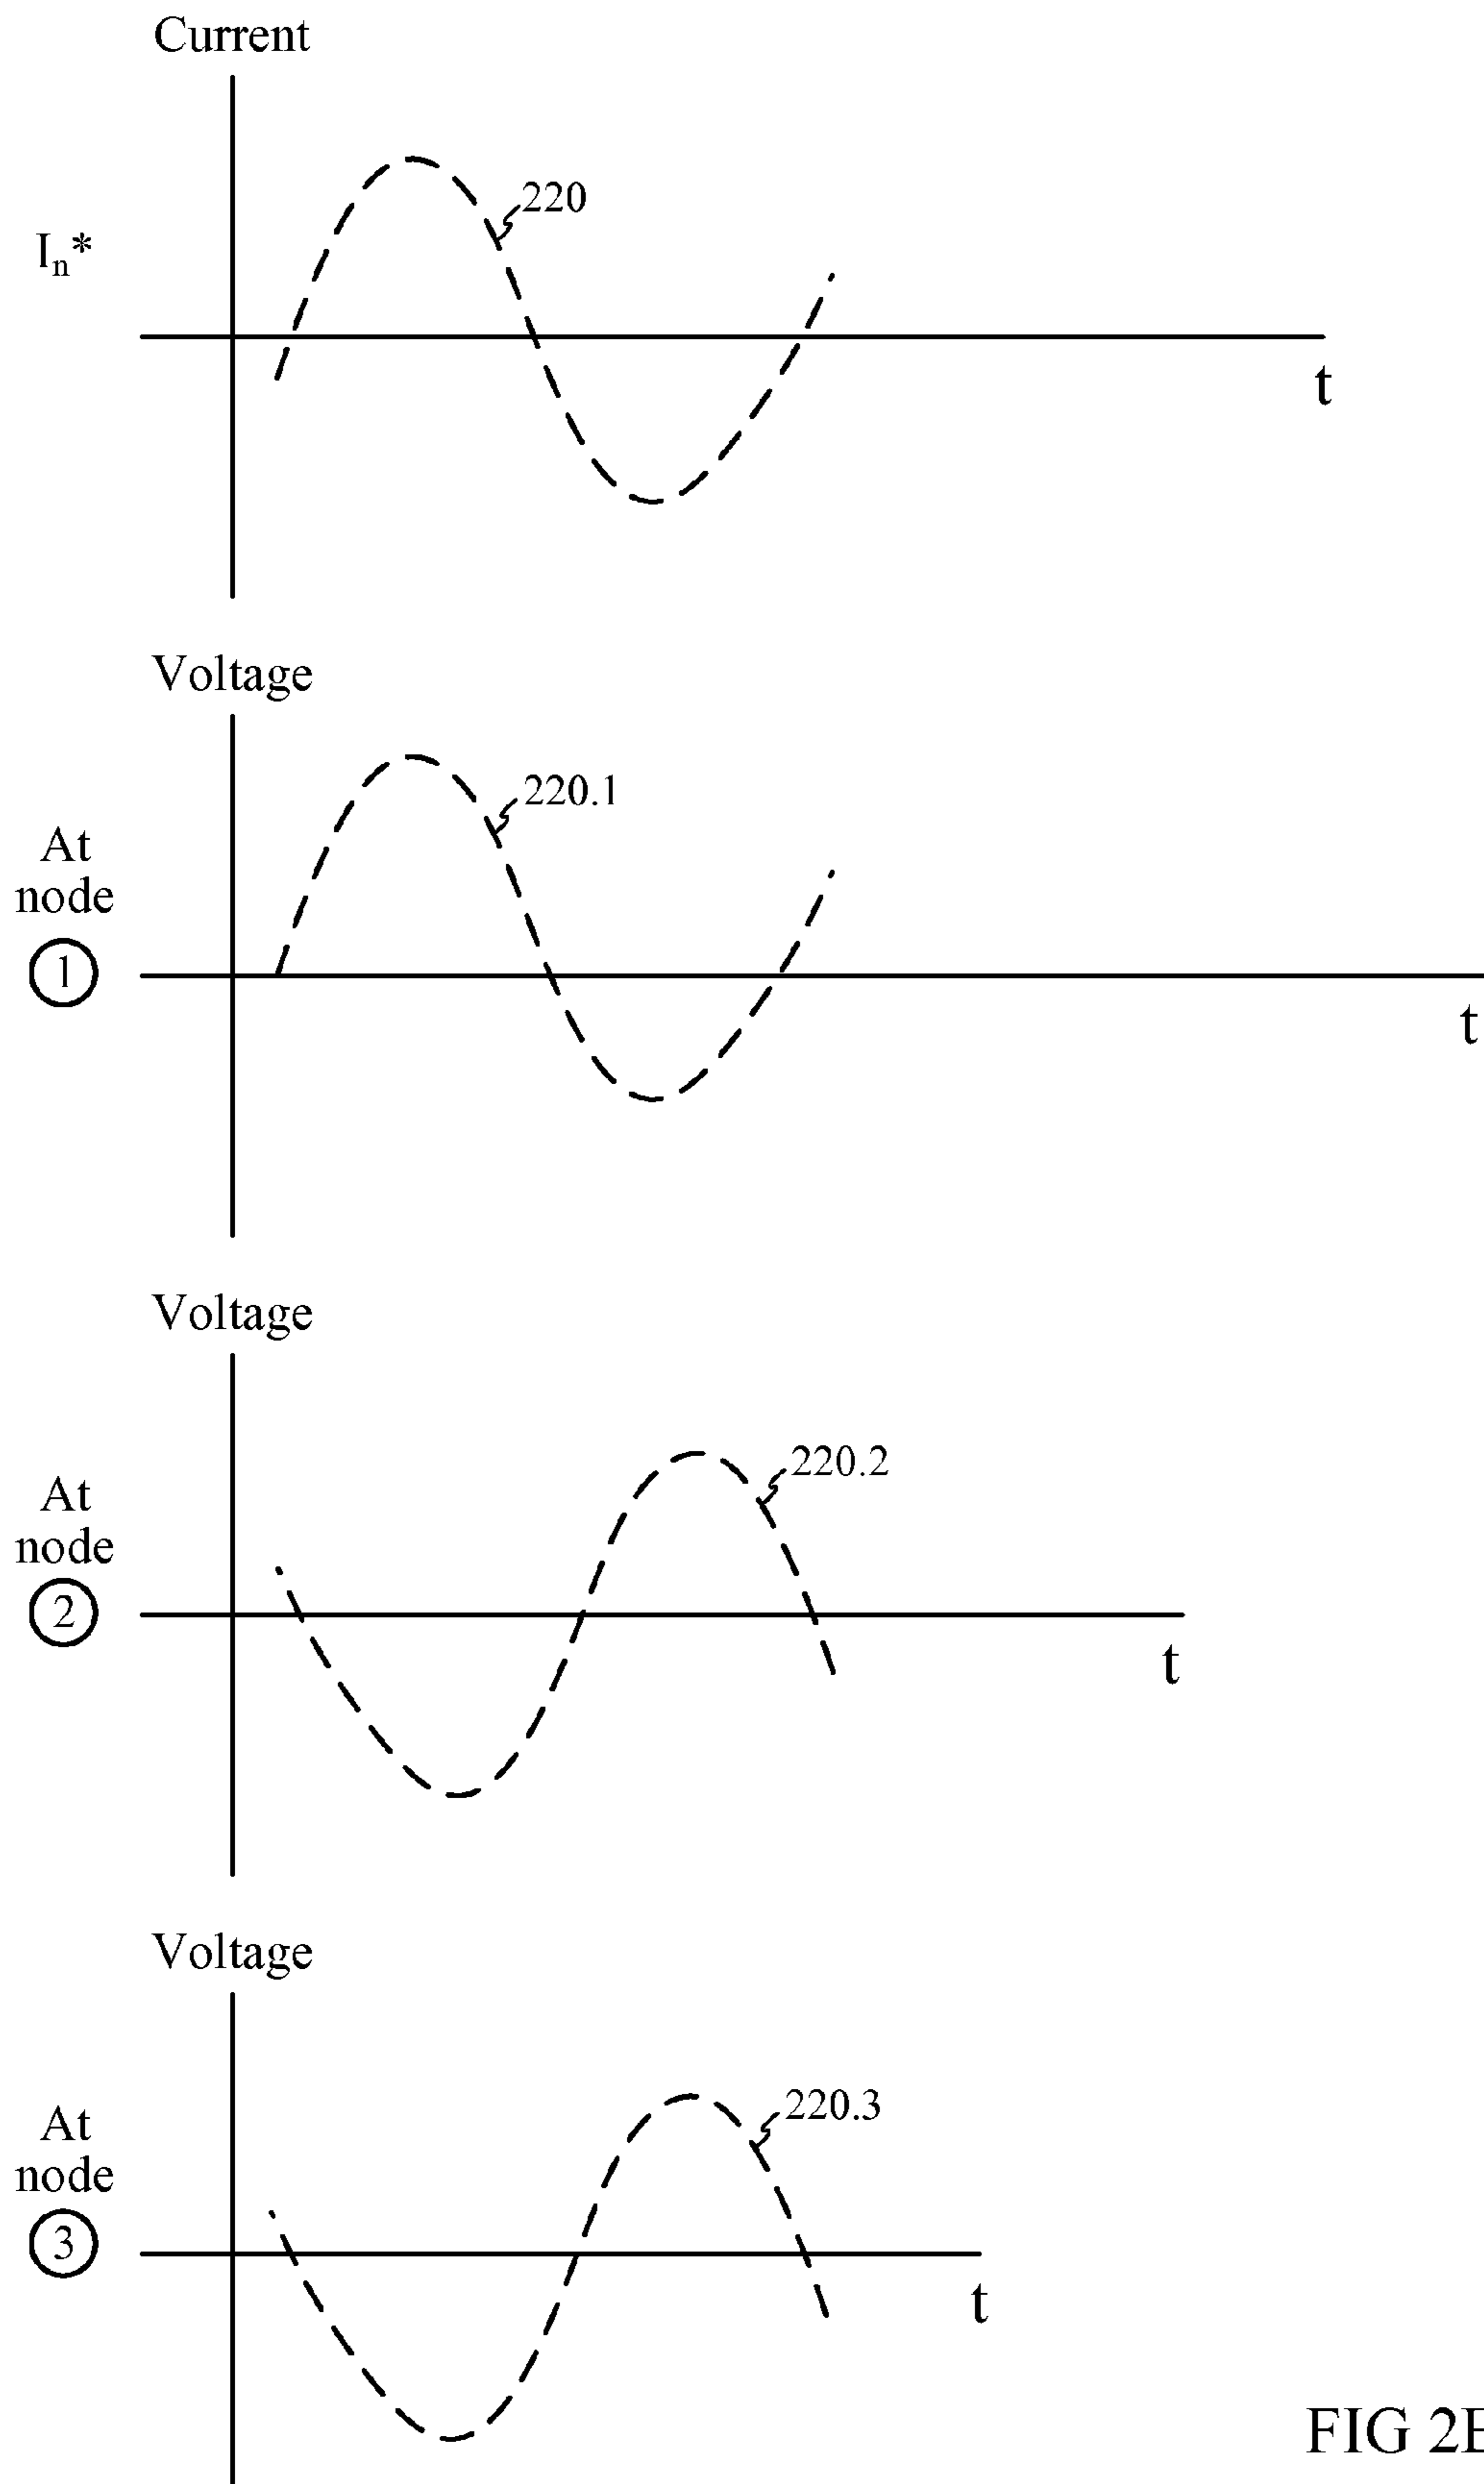 Current
220
Iₙ*
t
Voltage
220.1
At
node
1
t
Voltage
220.2
At
node
2
t
Voltage
220.3
At
node
3
t
FIG 2